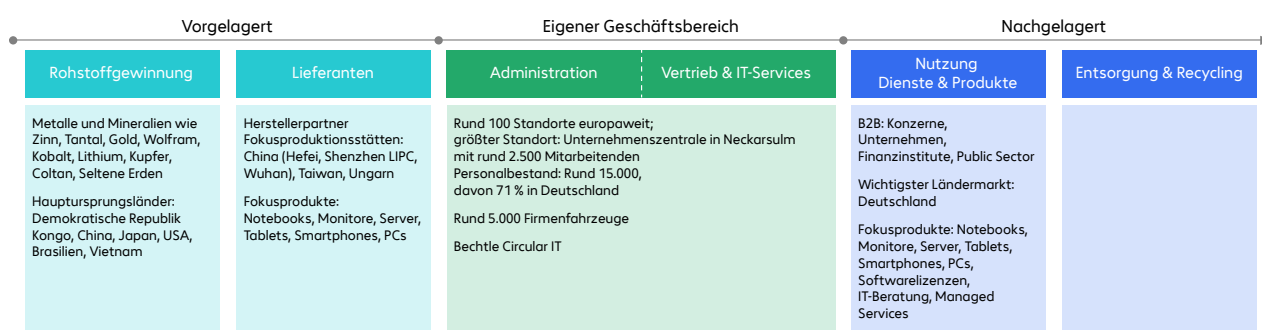 Vorgelagert
Eigener Geschäftsbereich
Nachgelagert
Rohstoffgewinnung
Lieferanten
Administration
Vertrieb & IT-Services
Nutzung
Dienste & Produkte
Entsorgung & Recycling
Metalle und Mineralien wie
Zinn, Tantal, Gold, Wolfram,
Kobalt, Lithium, Kupfer,
Coltan, Seltene Erden
Hauptursprungsländer:
Demokratische Republik
Kongo, China, Japan, USA,
Brasilien, Vietnam
Herstellerpartner
Fokusproduktionsstätten:
China (Hefei, Shenzhen LIPC,
Wuhan), Taiwan, Ungarn
Fokusprodukte:
Notebooks, Monitore, Server,
Tablets, Smartphones, PCs
Rund 100 Standorte europaweit;
größter Standort: Unternehmenszentrale in Neckarsulm
mit rund 2.500 Mitarbeitenden
Personalbestand: Rund 15.000,
davon 71 % in Deutschland
Rund 5.000 Firmenfahrzeuge
Bechtle Circular IT
B2B: Konzerne,
Unternehmen,
Finanzinstitute, Public Sector
Wichtigster Ländermarkt:
Deutschland
Fokusprodukte: Notebooks,
Monitore, Server, Tablets,
Smartphones, PCs,
Softwarelizenzen,
IT-Beratung, Managed
Services